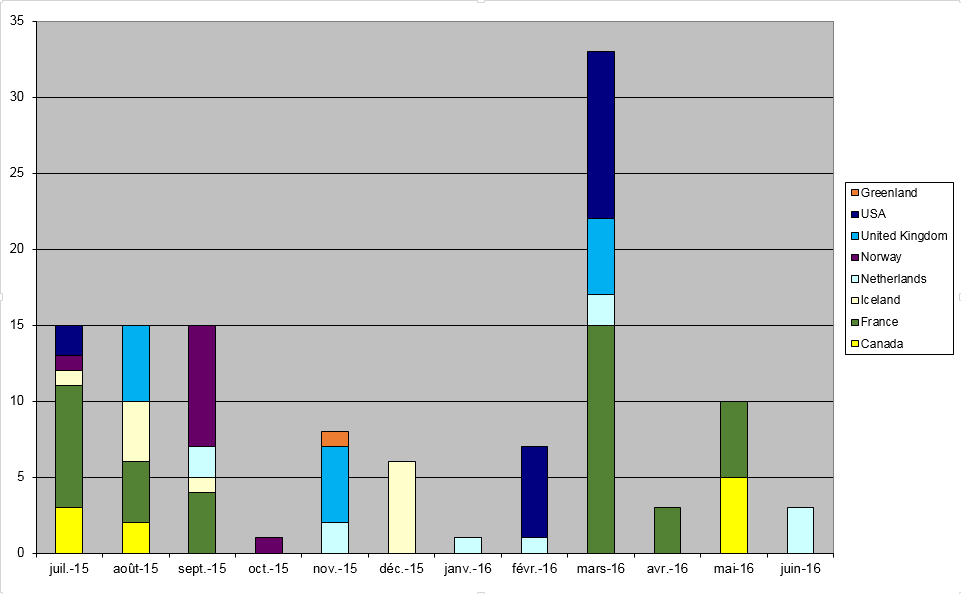 35
30
25
20
15
10
5
0
juil.-15 août-15 sept.-15 oct.-15 nov.-15 déc.-15 janv.-16 févr.-16 mars-16 avr.-16 mai-16 juin-16
Greenland
USA
United Kingdom
Norway
Netherlands
Iceland
France
Canada